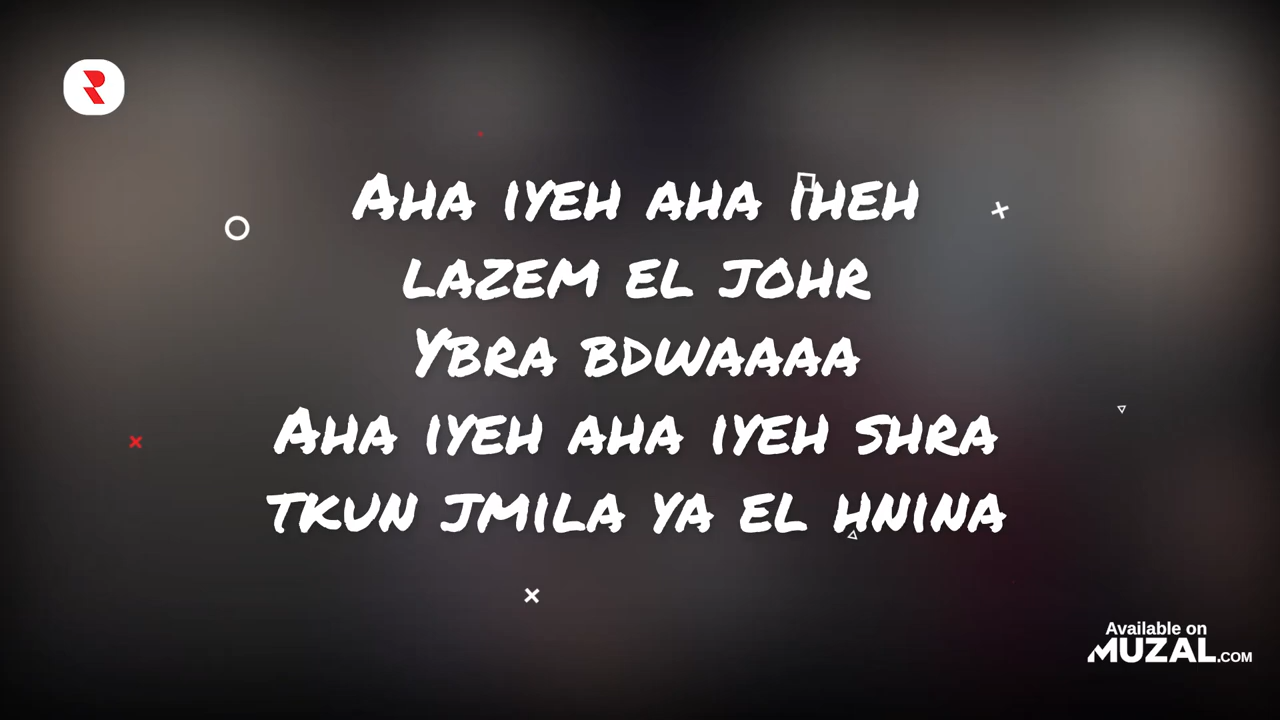 AHA IYEH AHA IHEH
LAZEM EL JOHR
YBRA BDWAAAA
AHA IYEH AHA IYEH SHRA
TKUN JMILA YA EL HNINA
Available on
MUZAL.COM